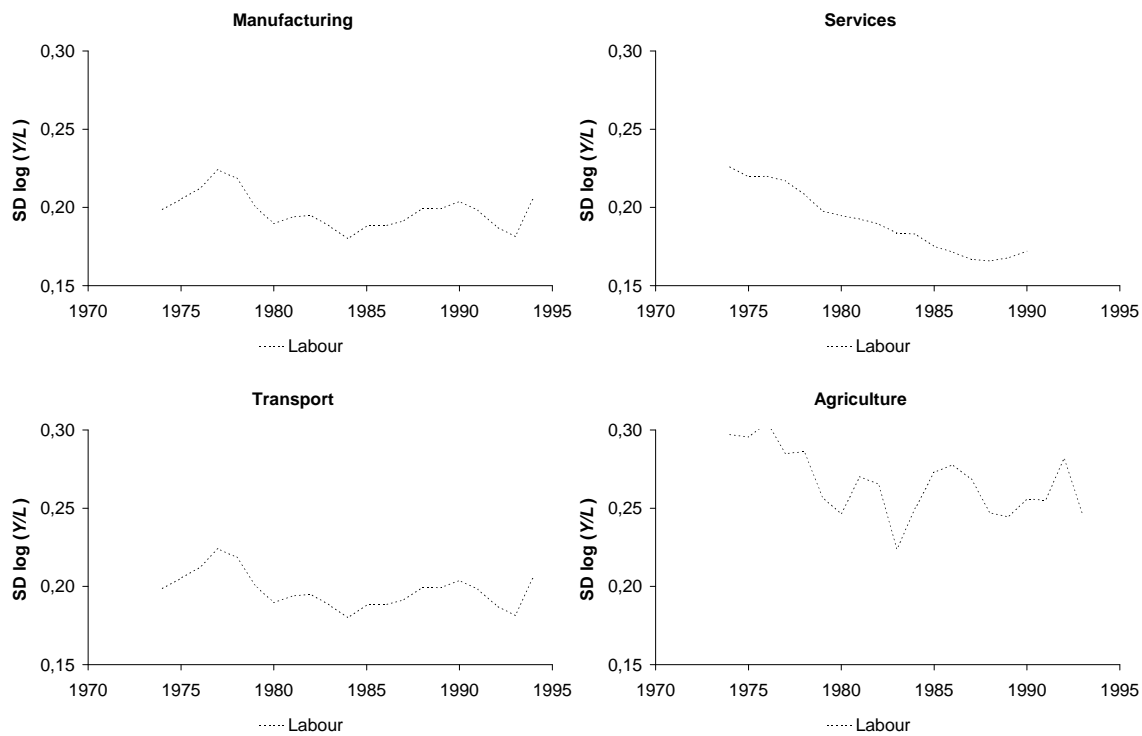 Manufacturing
0,30
0,25
0,20
0,15
SD log (Y/L)
1970 1975 1980 1985 1990 1995
Labour
Services
0,30
0,25
0,20
0,15
SD log (Y/L)
1970 1975 1980 1985 1990 1995
Labour
Transport
0,30
0,25
0,20
0,15
SD log (Y/L)
1970 1975 1980 1985 1990 1995
Labour
Agriculture
0,30
0,25
0,20
0,15
SD log (Y/L)
1970 1975 1980 1985 1990 1995
Labour